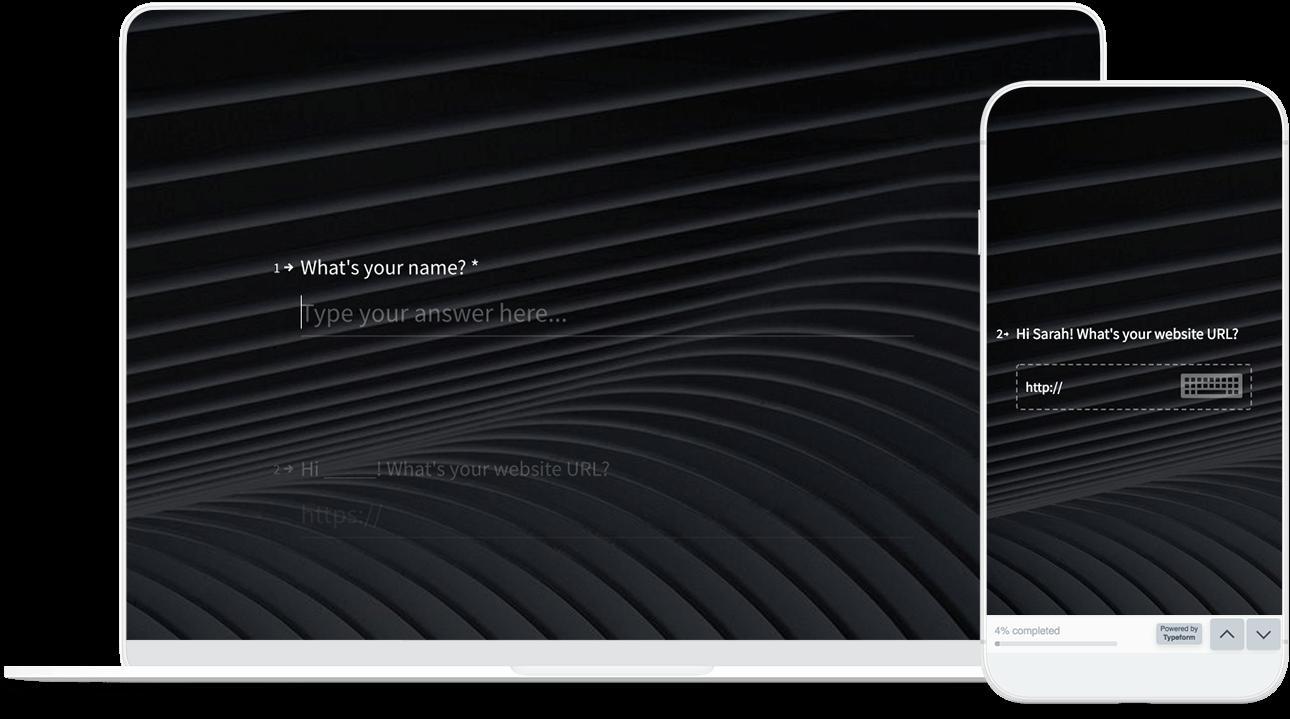 1 → What's your name? *
Type your answer here...
2 → Hi _____! What's your website URL?
https://
2→ Hi Sarah! What's your website URL?
http://
4% completed
Powered by
Typeform